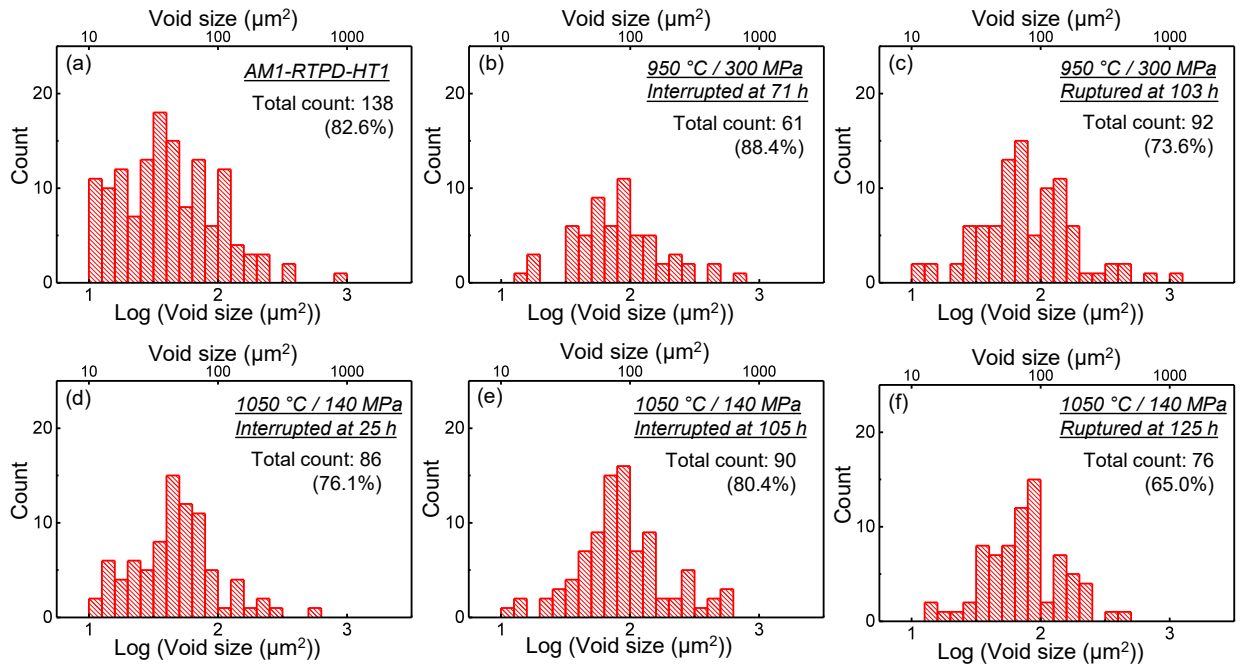 Void size (µm²)
10 100 1000
(a)
AM1-RTPD-HT1
Total count: 138
(82.6%)
Count
20
10
0
1 2 3
Log (Void size (µm²))
Void size (µm²)
10 100 1000
(b)
950 °C / 300 MPa
Interrupted at 71 h
Total count: 61
(88.4%)
Count
20
10
0
1 2 3
Log (Void size (µm²))
Void size (µm²)
10 100 1000
(c)
950 °C / 300 MPa
Ruptured at 103 h
Total count: 92
(73.6%)
Count
20
10
0
1 2 3
Log (Void size (µm²))
Void size (µm²)
10 100 1000
(d)
1050 °C / 140 MPa
Interrupted at 25 h
Total count: 86
(76.1%)
Count
20
10
0
1 2 3
Log (Void size (µm²))
Void size (µm²)
10 100 1000
(e)
1050 °C / 140 MPa
Interrupted at 105 h
Total count: 90
(80.4%)
Count
20
10
0
1 2 3
Log (Void size (µm²))
Void size (µm²)
10 100 1000
(f)
1050 °C / 140 MPa
Ruptured at 125 h
Total count: 76
(65.0%)
Count
20
10
0
1 2 3
Log (Void size (µm²))